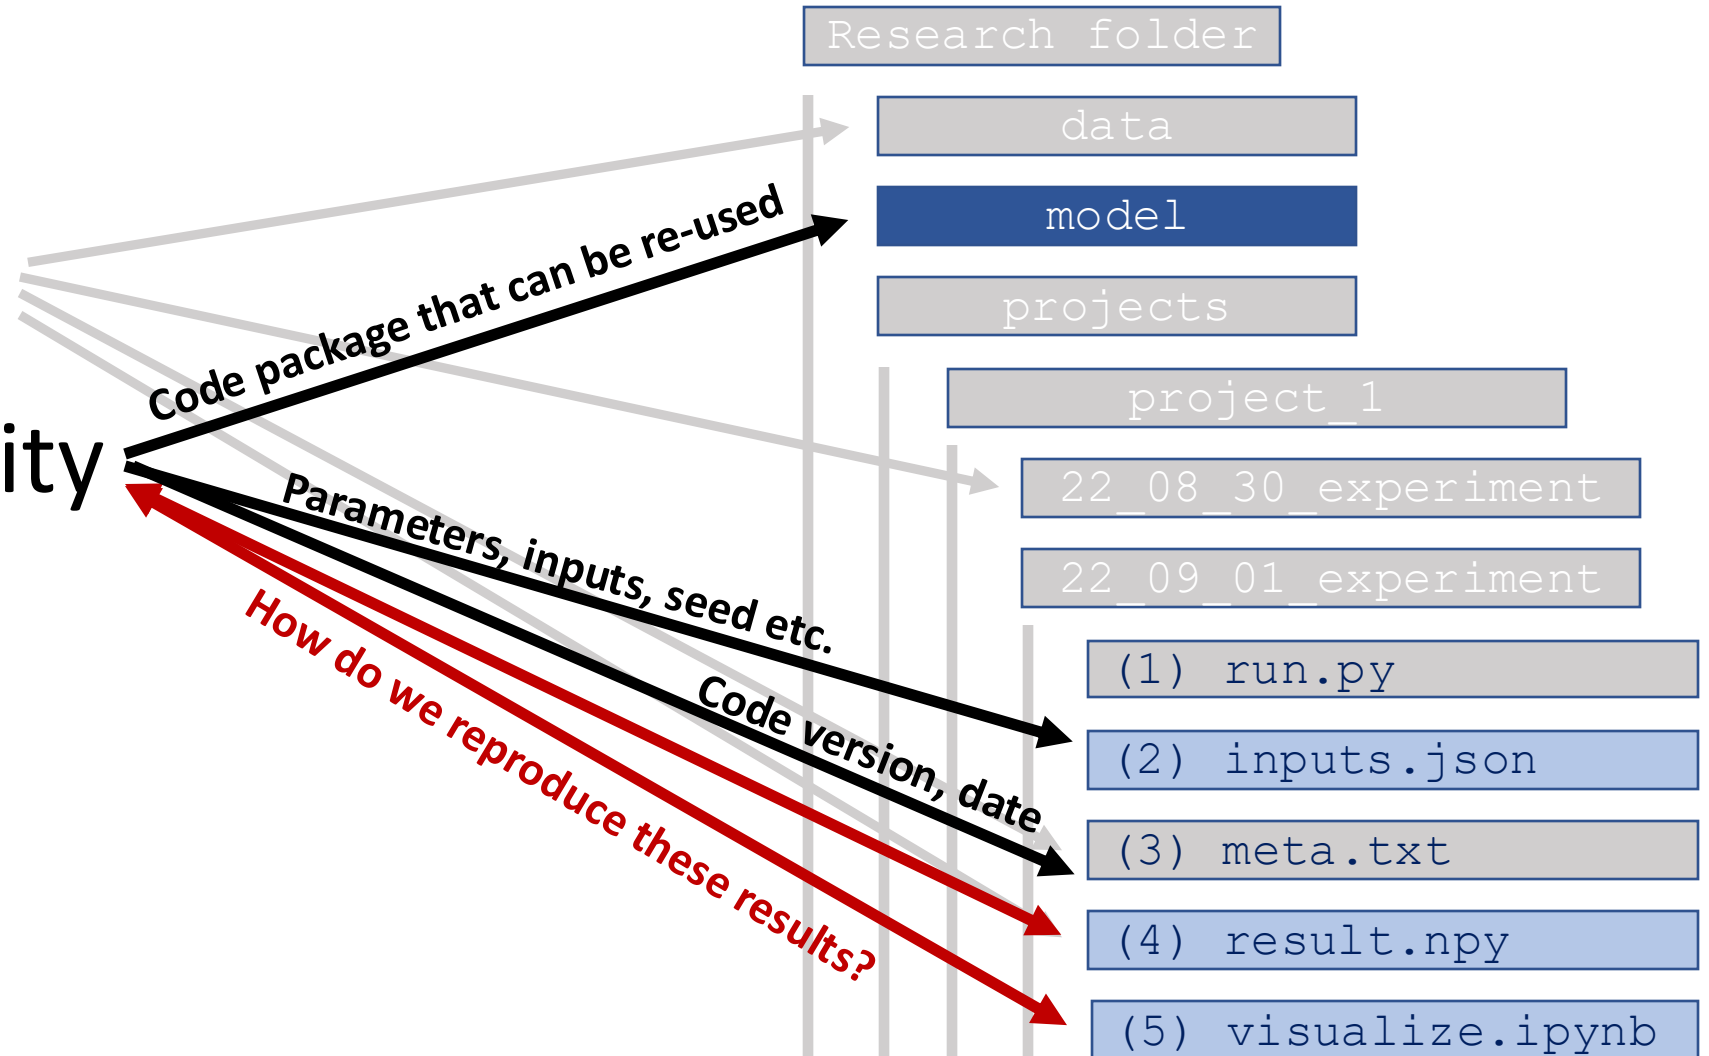 Research folder
data
model
projects
project_1
22_08_30_experiment
22_09_01_experiment
(1) run.py
(2) inputs.json
(3) meta.txt
(4) result.npy
(5) visualize.ipynb
Code package that can be re-used
ity
Parameters, inputs, seed etc.
Code version, date
How do we reproduce these results?